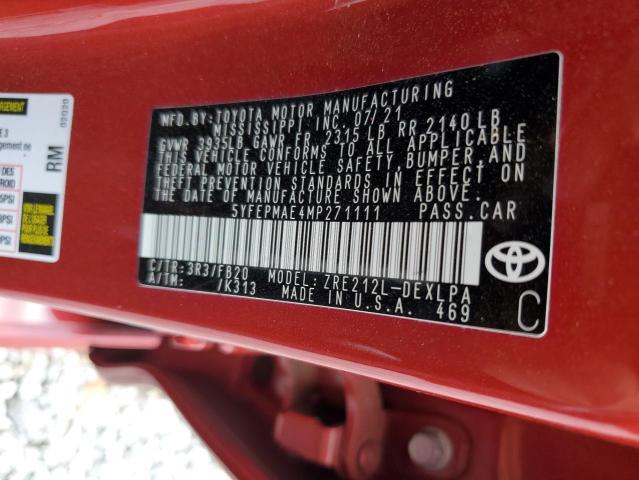 MFD. BY: TOYOTA MOTOR MANUFACTURING
MISSISSIPPI, INC. 07/21
GVWR 3935LB GAWR FR 2315LB RR 2140LB
THIS VEHICLE CONFORMS TO ALL APPLICABLE
FEDERAL MOTOR VEHICLE SAFETY, BUMPER, AND
THEFT PREVENTION STANDARDS IN EFFECT ON
THE DATE OF MANUFACTURE SHOWN ABOVE.
5YFEPMAE4MP271111 PASS.CAR
C/TR: 3R3/FB20 MODEL: ZRE212L-DEXLPA
A/TM: /K313 MADE IN U.S.A. 469
C
RM
02020